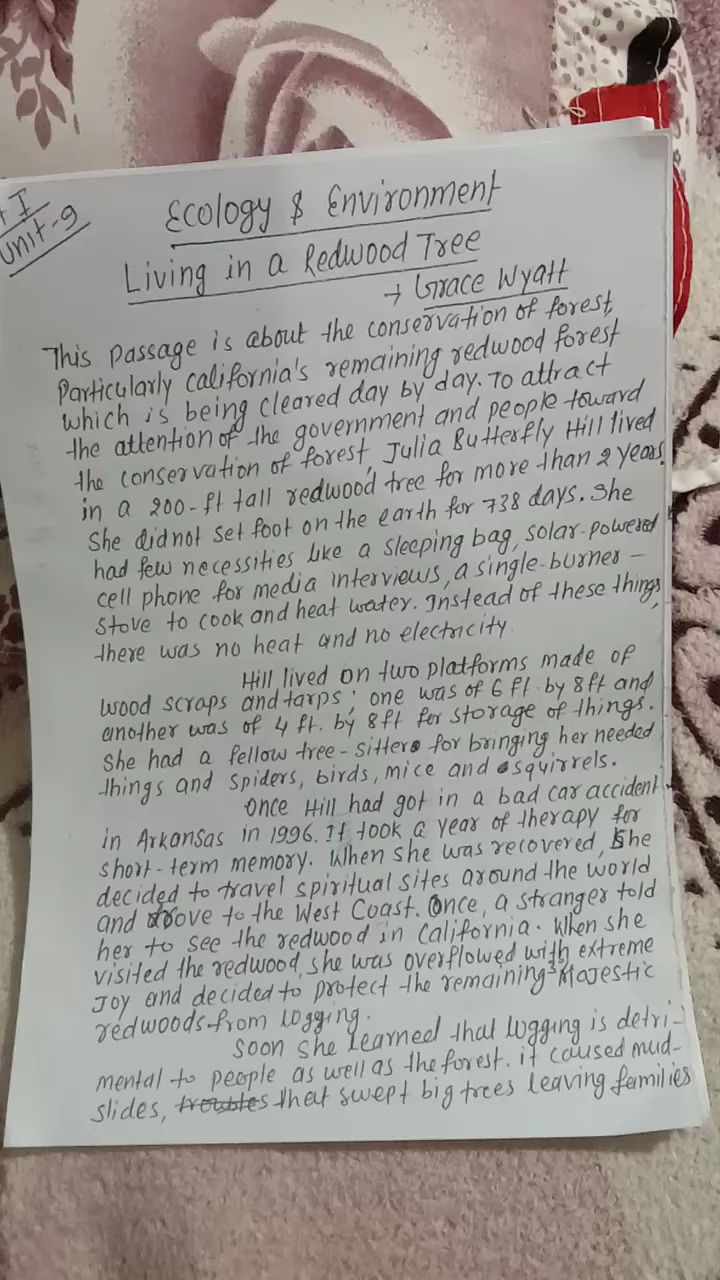 I
Unit-9
Ecology & Environment
Living in a Redwood Tree
→ Grace Wyatt
This passage is about the conservation of forest,
Particularly California's remaining redwood forest
which is being cleared day by day. To attract
the attention of the government and people toward
the conservation of forest, Julia Butterfly Hill lived
in a 200-ft tall redwood tree for more than 2 years.
She didnot set foot on the earth for 738 days. She
had few necessities like a sleeping bag, solar-powered
cell phone for media interviews, a single-burner-
stove to cook and heat water. Instead of these things,
there was no heat and no electricity.
Hill lived on two platforms made of
wood scraps and tarps; one was of 6 ft. by 8 ft and
another was of 4 ft. by 8 ft for storage of things.
She had a fellow tree-sitters for bringing her needed
things and spiders, birds, mice and squirrels.
Once Hill had got in a bad car accident
in Arkansas in 1996. It took a year of therapy for
short-term memory. When she was recovered, she
decided to travel spiritual sites around the world
and drove to the West Coast. Once, a stranger told
her to see the redwood in California. When she
visited the redwood, she was overflowed with extreme
Joy and decided to protect the remaining Majestic
redwoods from logging.
Soon she learned that logging is detri-
mental to people as well as the forest. it caused mud-
slides, troubles that swept big trees leaving families